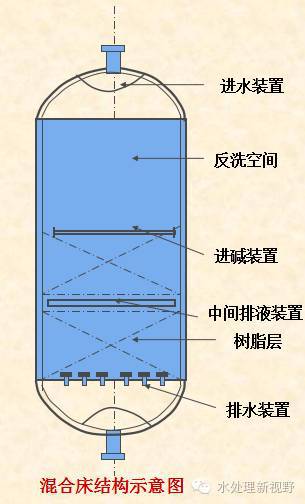 进水装置
反洗空间
进碱装置
中间排液装置
树脂层
排水装置
混合床结构示意图
水处理新视野